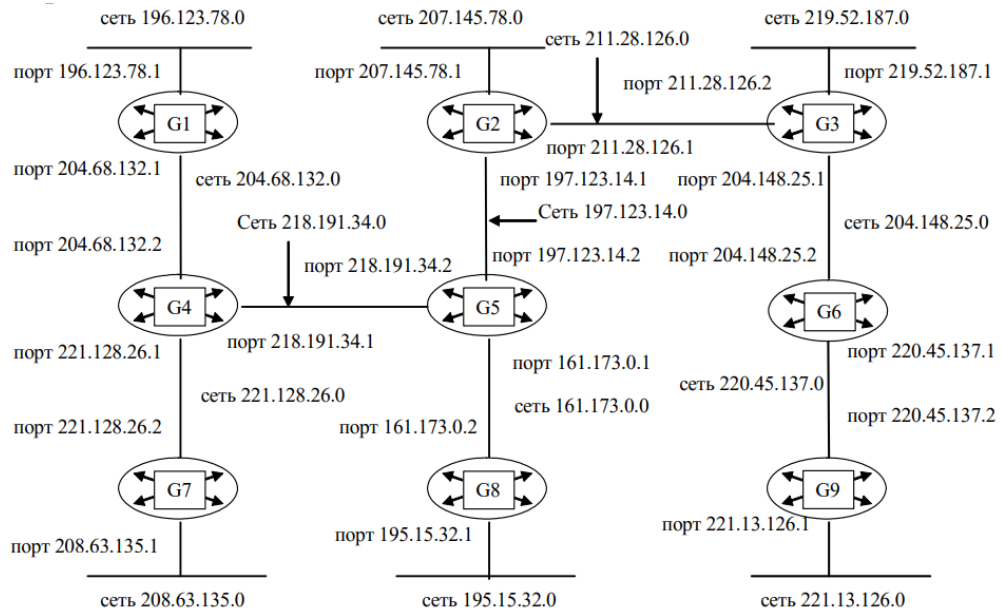 сеть 196.123.78.0
сеть 207.145.78.0
сеть 219.52.187.0
сеть 211.28.126.0
порт 196.123.78.1
порт 207.145.78.1
порт 211.28.126.2
порт 219.52.187.1
G1
G2
G3
порт 211.28.126.1
порт 204.68.132.1
сеть 204.68.132.0
порт 197.123.14.1
порт 204.148.25.1
Сеть 218.191.34.0
Сеть 197.123.14.0
сеть 204.148.25.0
порт 204.68.132.2
порт 218.191.34.2
порт 197.123.14.2
порт 204.148.25.2
G4
G5
G6
порт 221.128.26.1
порт 218.191.34.1
порт 161.173.0.1
порт 220.45.137.1
сеть 221.128.26.0
сеть 161.173.0.0
сеть 220.45.137.0
порт 221.128.26.2
порт 161.173.0.2
порт 220.45.137.2
G7
G8
G9
порт 208.63.135.1
порт 195.15.32.1
порт 221.13.126.1
сеть 208.63.135.0
сеть 195.15.32.0
сеть 221.13.126.0